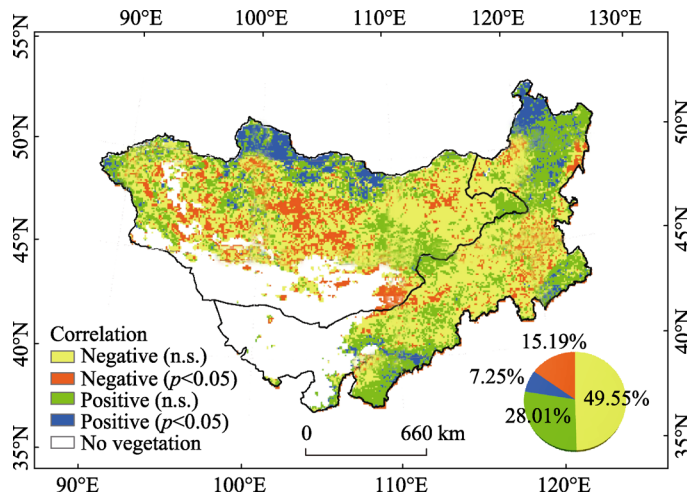 90°E 100°E 110°E 120°E 130°E
55°N
50°N
45°N
40°N
35°N
50°N
45°N
40°N
35°N
Correlation
Negative (n.s.)
Negative (p<0.05)
Positive (n.s.)
Positive (p<0.05)
No vegetation
15.19%
7.25%
49.55%
28.01%
0 660 km
90°E 100°E 110°E 120°E